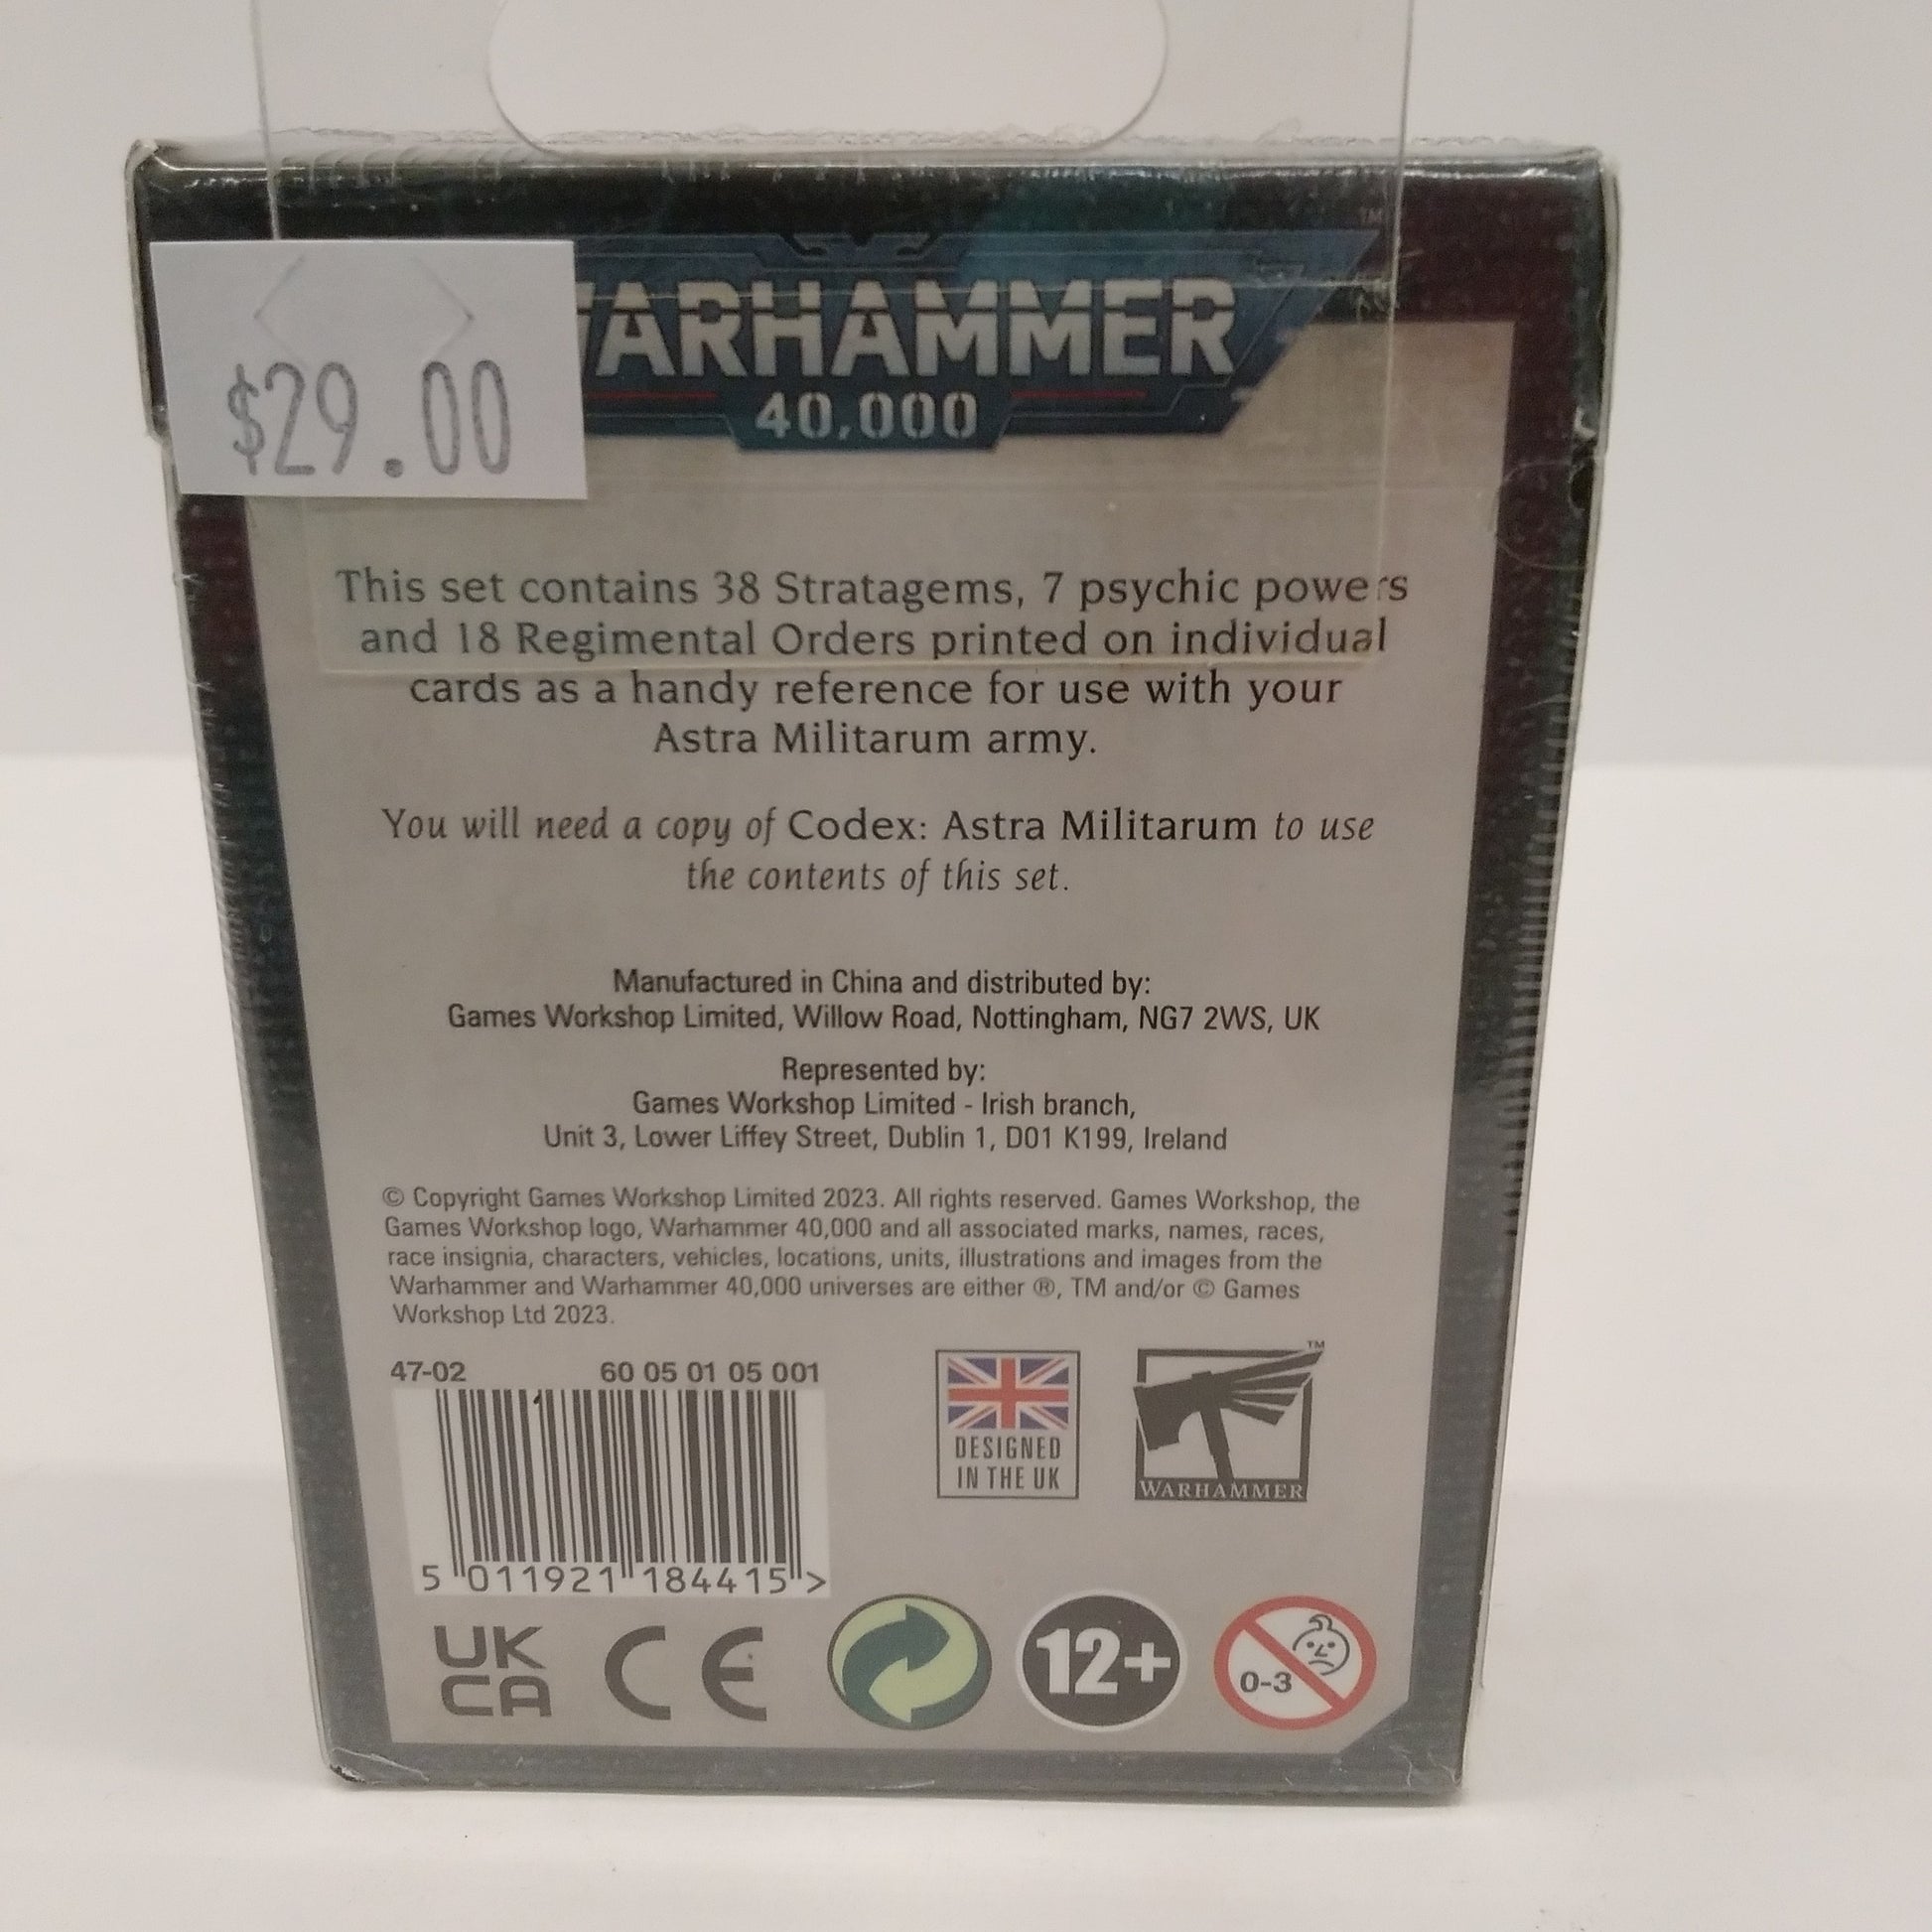 TM
$29.00
WARHAMMER
40,000
This set contains 38 Stratagems, 7 psychic powers
and 18 Regimental Orders printed on individual
cards as a handy reference for use with your
Astra Militarum army.
You will need a copy of Codex: Astra Militarum to use
the contents of this set.
Manufactured in China and distributed by:
Games Workshop Limited, Willow Road, Nottingham, NG7 2WS, UK
Represented by:
Games Workshop Limited - Irish branch,
Unit 3, Lower Liffey Street, Dublin 1, D01 K199, Ireland
© Copyright Games Workshop Limited 2023. All rights reserved. Games Workshop, the
Games Workshop logo, Warhammer 40,000 and all associated marks, names, races,
race insignia, characters, vehicles, locations, units, illustrations and images from the
Warhammer and Warhammer 40,000 universes are either ®, TM and/or © Games
Workshop Ltd 2023.
47-02 60 05 01 05 001
5 011921 184415 >
DESIGNED
IN THE UK
TM
WARHAMMER
UK
CA
CE
12+
0-3